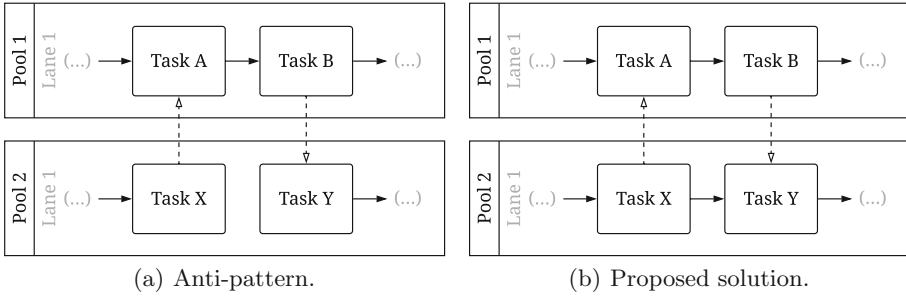 Pool 1
Lane 1
(...)
Task A
Task B
(...)
Pool 2
Lane 1
(...)
Task X
Task Y
(...)
(a) Anti-pattern.
Pool 1
Lane 1
(...)
Task A
Task B
(...)
Pool 2
Lane 1
(...)
Task X
Task Y
(...)
(b) Proposed solution.